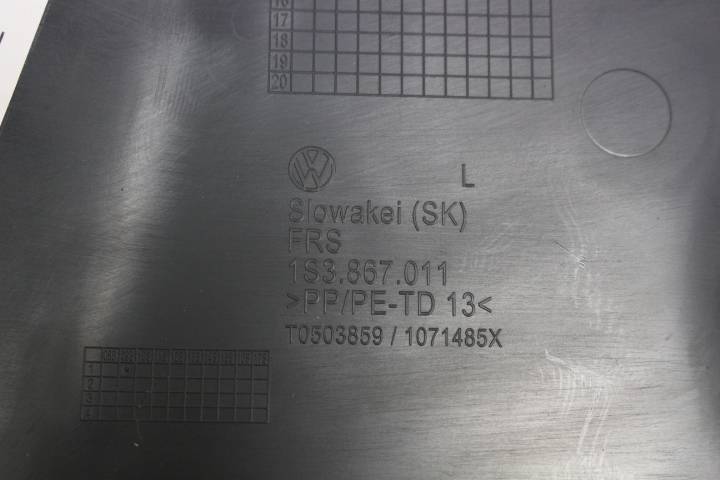 17
18
19
20
L
Slowakei (SK)
FRS
1S3.867.011
>PP/PE-TD 13<
T0503859 / 1071485X
1
2
3
4